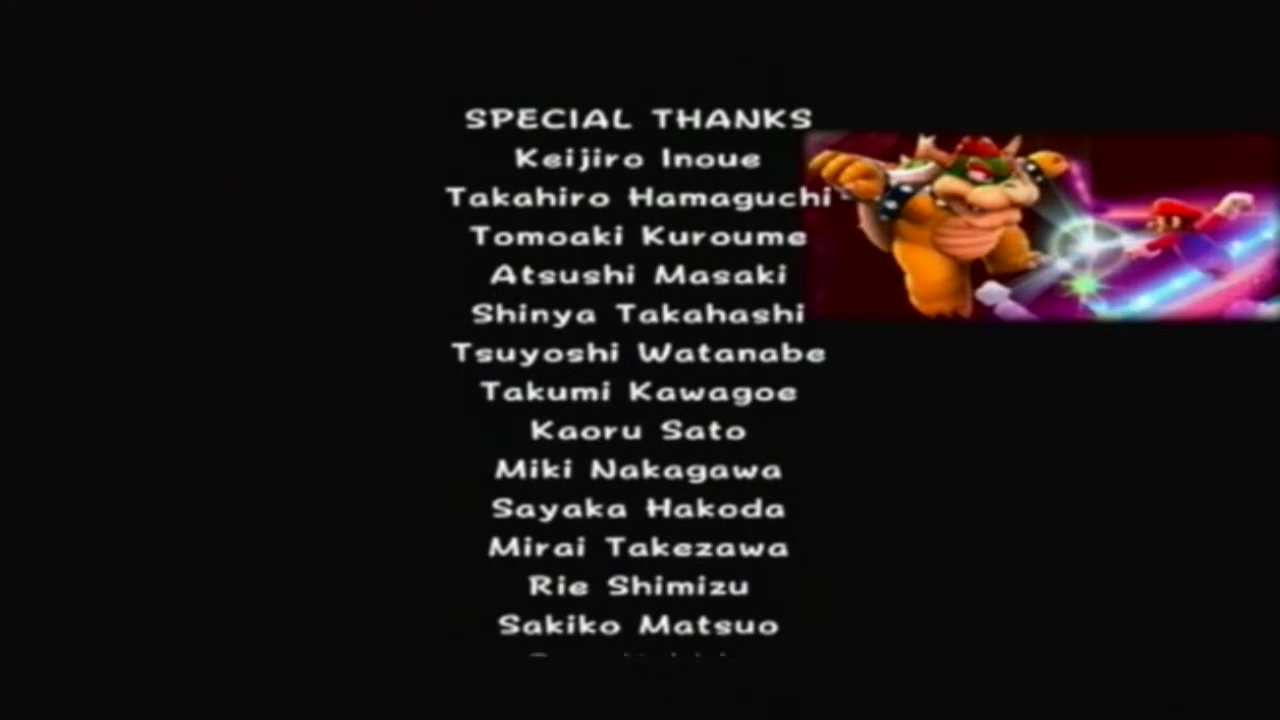 SPECIAL THANKS
Keijiro Inoue
Takahiro Hamaguchi
Tomoaki Kuroume
Atsushi Masaki
Shinya Takahashi
Tsuyoshi Watanabe
Takumi Kawagoe
Kaoru Sato
Miki Nakagawa
Sayaka Hakoda
Mirai Takezawa
Rie Shimizu
Sakiko Matsuo